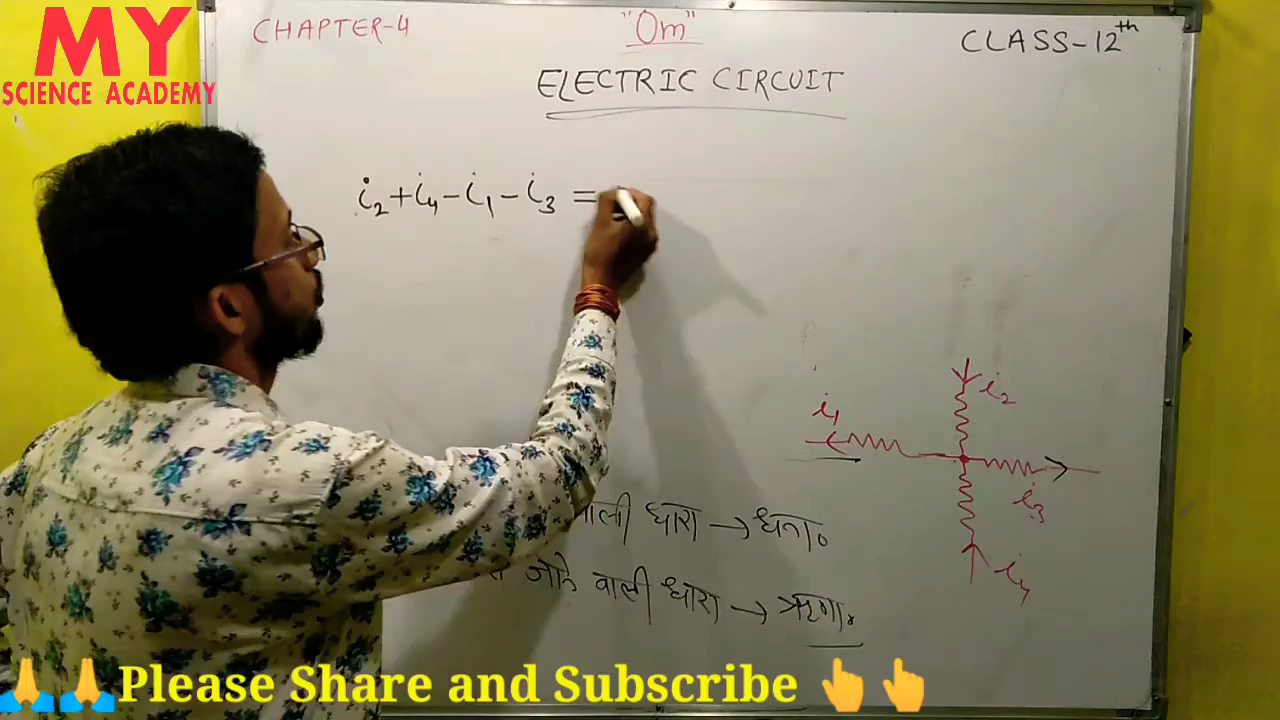 MY
SCIENCE ACADEMY
CHAPTER-4
"Om"
CLASS-12th
ELECTRIC CIRCUIT
i₂+i₄-i₁-i₃ =
i₂
i₁
i₃
वाली धारा → धना०
जाने वाली धारा → ऋणा०
i₄
Please Share and Subscribe